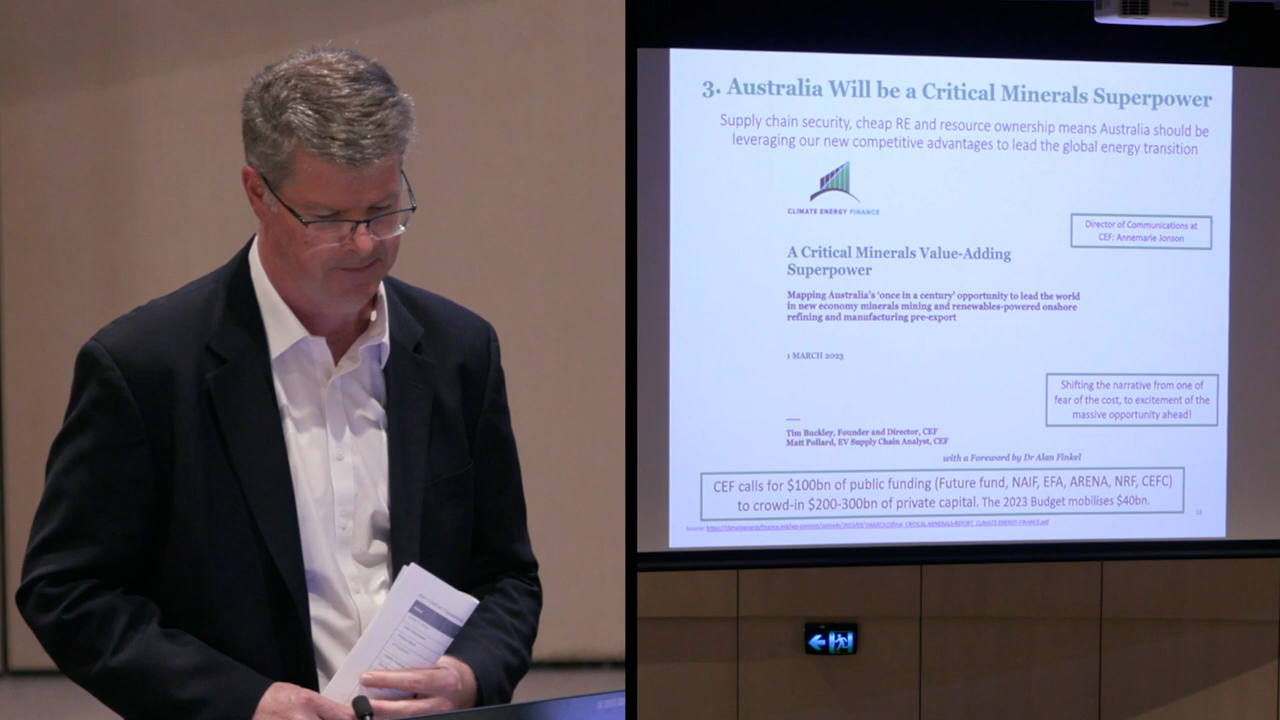 3. Australia Will be a Critical Minerals Superpower
Supply chain security, cheap RE and resource ownership means Australia should be
leveraging our new competitive advantages to lead the global energy transition
CLIMATE ENERGY FINANCE
Director of Communications at
CEF: Annemarie Jonson
A Critical Minerals Value-Adding
Superpower
Mapping Australia's 'once in a century' opportunity to lead the world
in new economy minerals mining and renewables-powered onshore
refining and manufacturing pre-export
1 MARCH 2023
Shifting the narrative from one of
fear of the cost, to excitement of the
massive opportunity ahead!
Tim Buckley, Founder and Director, CEF
Matt Pollard, EV Supply Chain Analyst, CEF
with a Foreword by Dr Alan Finkel
CEF calls for $100bn of public funding (Future fund, NAIF, EFA, ARENA, NRF, CEFC)
to crowd-in $200-300bn of private capital. The 2023 Budget mobilises $40bn.
Source: